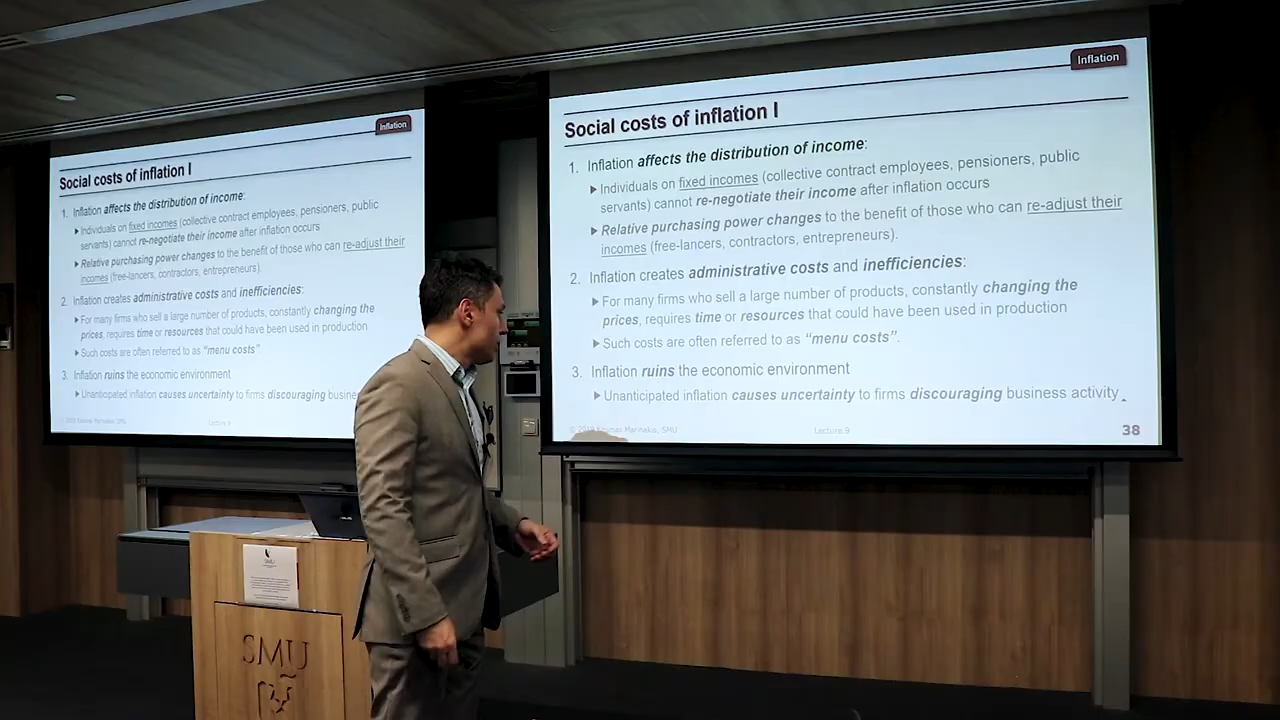 Inflation
Social costs of inflation I
1. Inflation affects the distribution of income:
Individuals on fixed incomes (collective contract employees, pensioners, public
servants) cannot re-negotiate their income after inflation occurs
Relative purchasing power changes to the benefit of those who can re-adjust their
incomes (free-lancers, contractors, entrepreneurs).
2. Inflation creates administrative costs and inefficiencies:
For many firms who sell a large number of products, constantly changing the
prices, requires time or resources that could have been used in production
Such costs are often referred to as “menu costs”
3. Inflation ruins the economic environment
Unanticipated inflation causes uncertainty to firms discouraging busine
Lecture 9
Inflation
Social costs of inflation I
1. Inflation affects the distribution of income:
Individuals on fixed incomes (collective contract employees, pensioners, public
servants) cannot re-negotiate their income after inflation occurs
Relative purchasing power changes to the benefit of those who can re-adjust their
incomes (free-lancers, contractors, entrepreneurs).
2. Inflation creates administrative costs and inefficiencies:
For many firms who sell a large number of products, constantly changing the
prices, requires time or resources that could have been used in production
Such costs are often referred to as “menu costs”.
3. Inflation ruins the economic environment
Unanticipated inflation causes uncertainty to firms discouraging business activity
Marinakis, SMU
Lecture 9
38
SMU
SMU